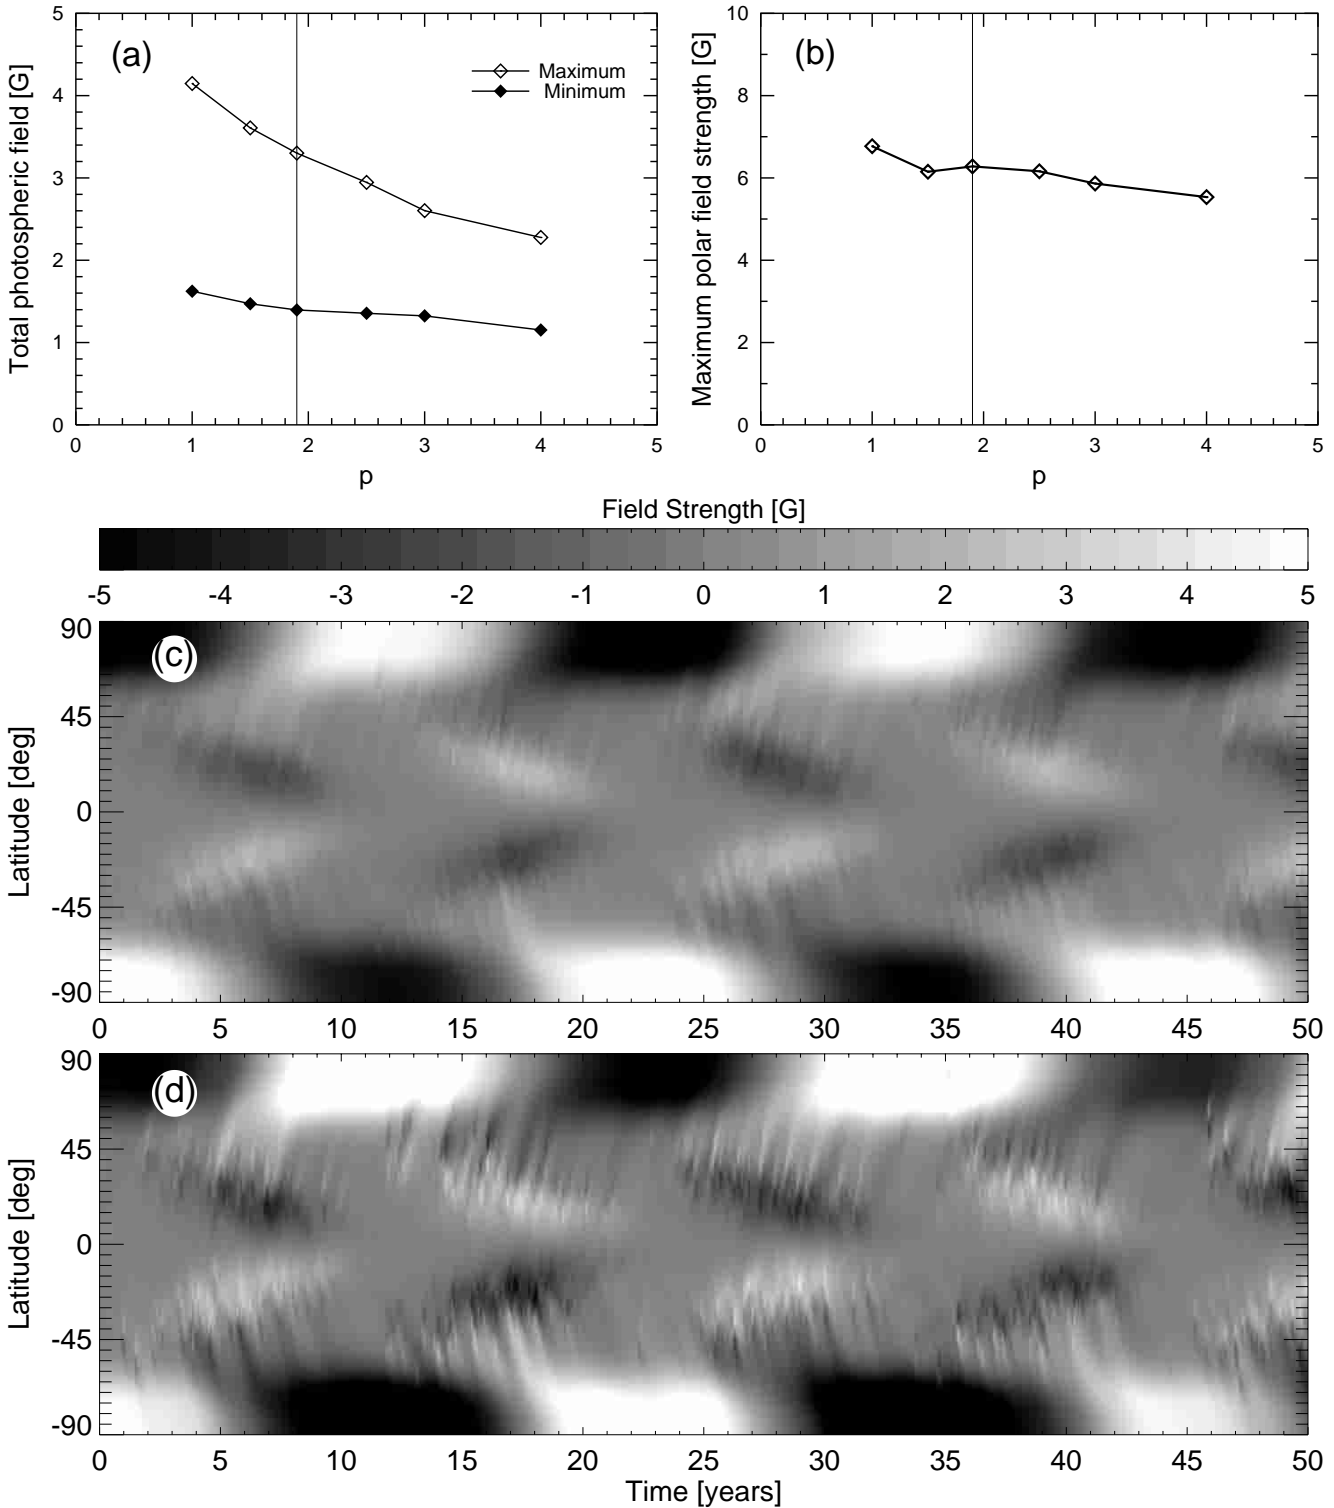 (a)
Maximum
Minimum
Total photospheric field [G]
5
4
3
2
1
0
0 1 2 3 4 5
p
(b)
Maximum polar field strength [G]
10
8
6
4
2
0
0 1 2 3 4 5
p
Field Strength [G]
-5 -4 -3 -2 -1 0 1 2 3 4 5
(c)
Latitude [deg]
90
45
0
-45
-90
0 5 10 15 20 25 30 35 40 45 50
(d)
Latitude [deg]
90
45
0
-45
-90
0 5 10 15 20 25 30 35 40 45 50
Time [years]